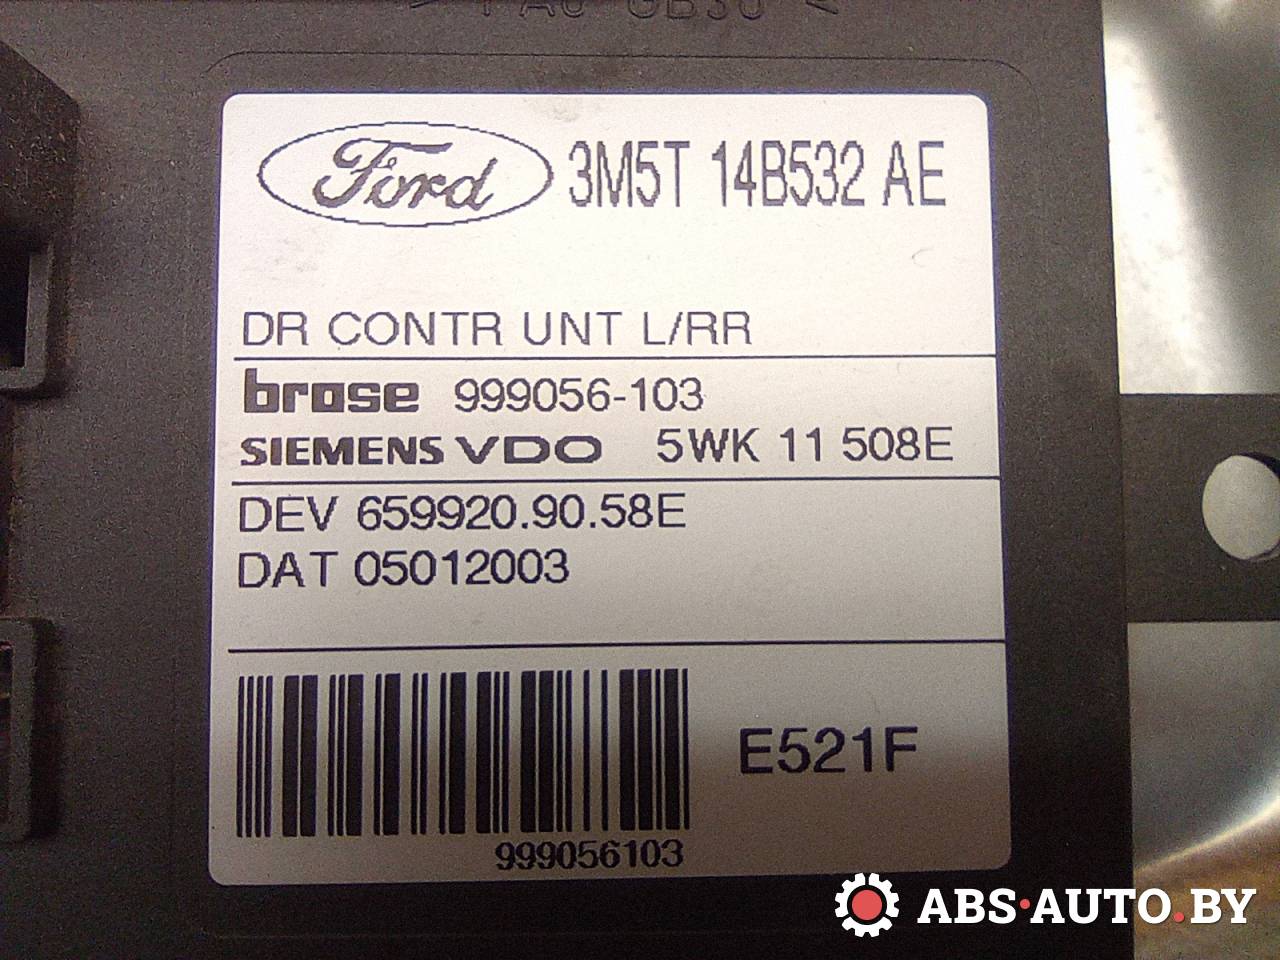 Ford 3M5T 14B532 AE
DR CONTR UNT L/RR
brose 999056-103
SIEMENS VDO 5WK 11 508E
DEV 659920.90.58E
DAT 05012003
E521F
999056103
ABS·AUTO.BY